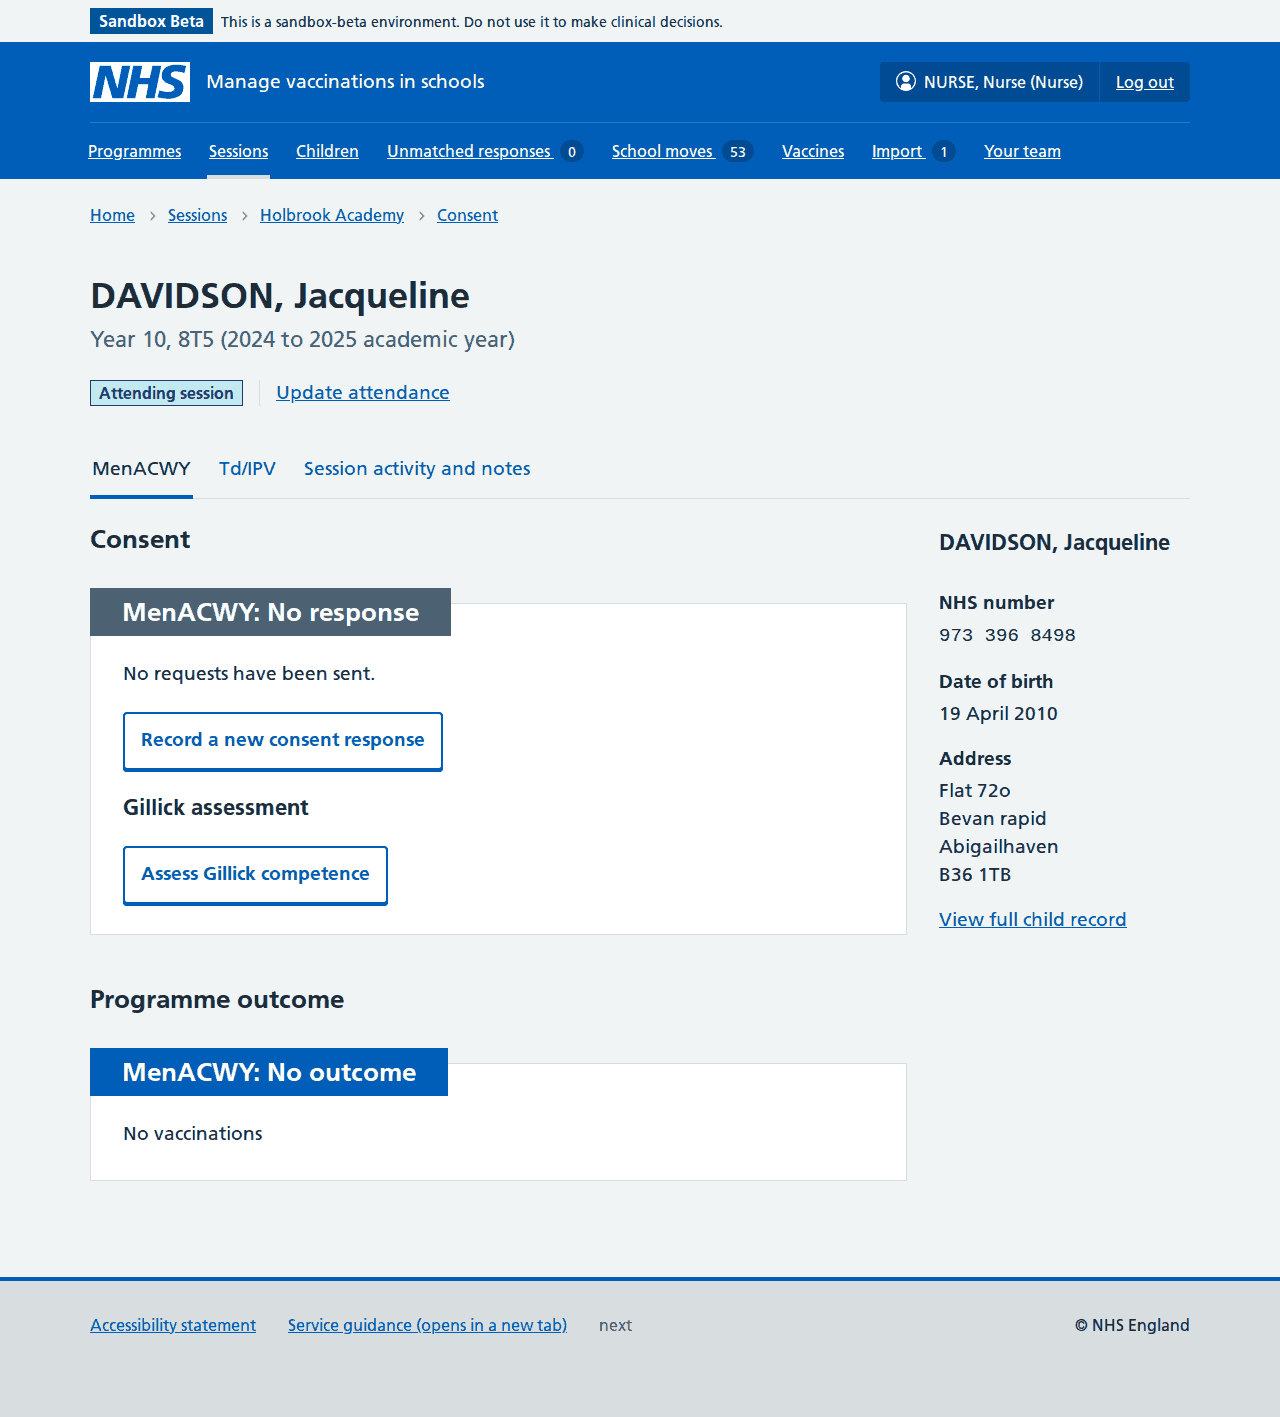 Sandbox Beta This is a sandbox-beta environment. Do not use it to make clinical decisions.
NHS Manage vaccinations in schools NURSE, Nurse (Nurse) Log out
Programmes Sessions Children Unmatched responses 0 School moves 53 Vaccines Import 1 Your team
Home Sessions Holbrook Academy Consent
DAVIDSON, Jacqueline
Year 10, 8T5 (2024 to 2025 academic year)
Attending session Update attendance
MenACWY Td/IPV Session activity and notes
Consent
MenACWY: No response
No requests have been sent.
Record a new consent response
Gillick assessment
Assess Gillick competence
Programme outcome
MenACWY: No outcome
No vaccinations
DAVIDSON, Jacqueline
NHS number
973 396 8498
Date of birth
19 April 2010
Address
Flat 72o
Bevan rapid
Abigailhaven
B36 1TB
View full child record
Accessibility statement Service guidance (opens in a new tab) next © NHS England